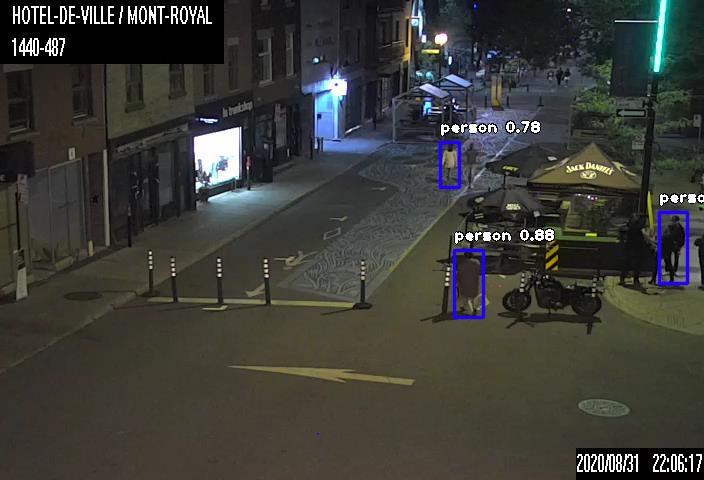 HOTEL-DE-VILLE / MONT-ROYAL
1440-487
person 0.78
JACK DANIEL'S
person 0.88
2020/08/31 22:06:17